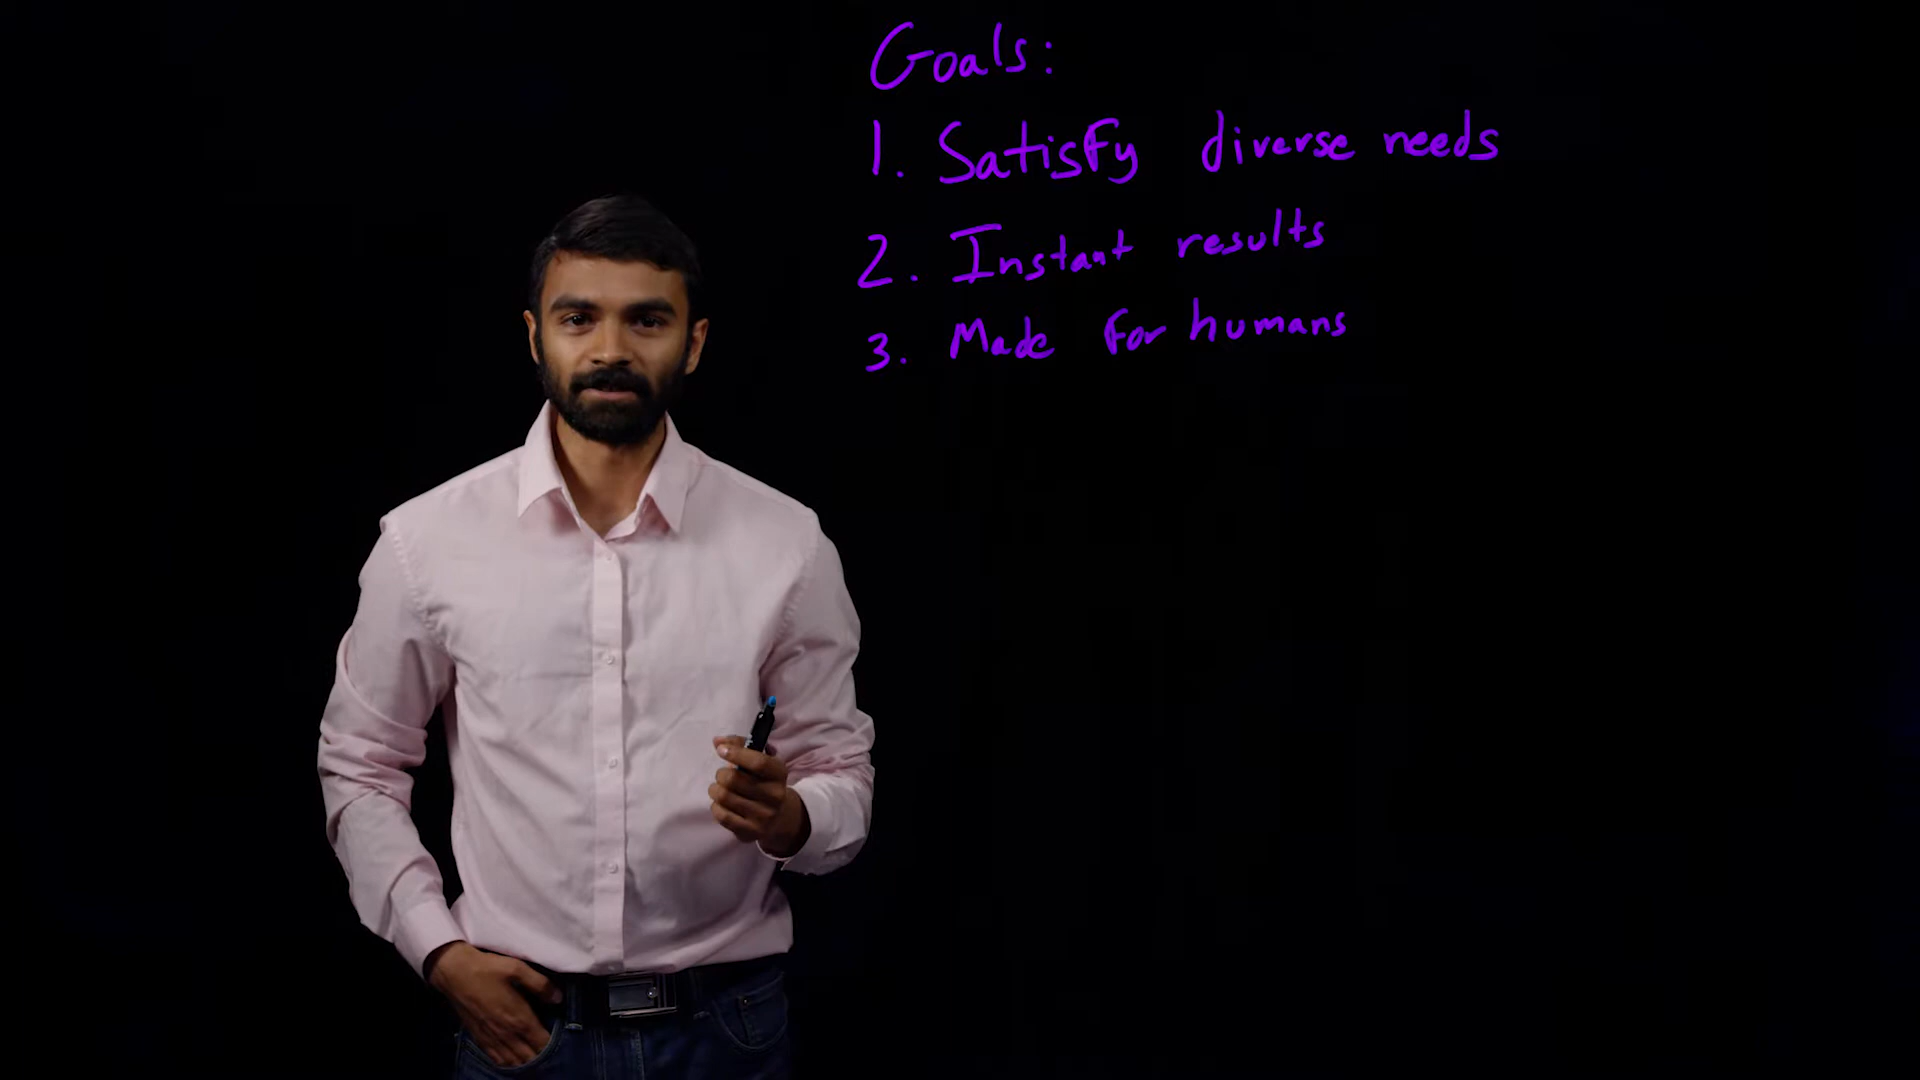 Goals:
1. Satisfy diverse needs
2. Instant results
3. Made for humans